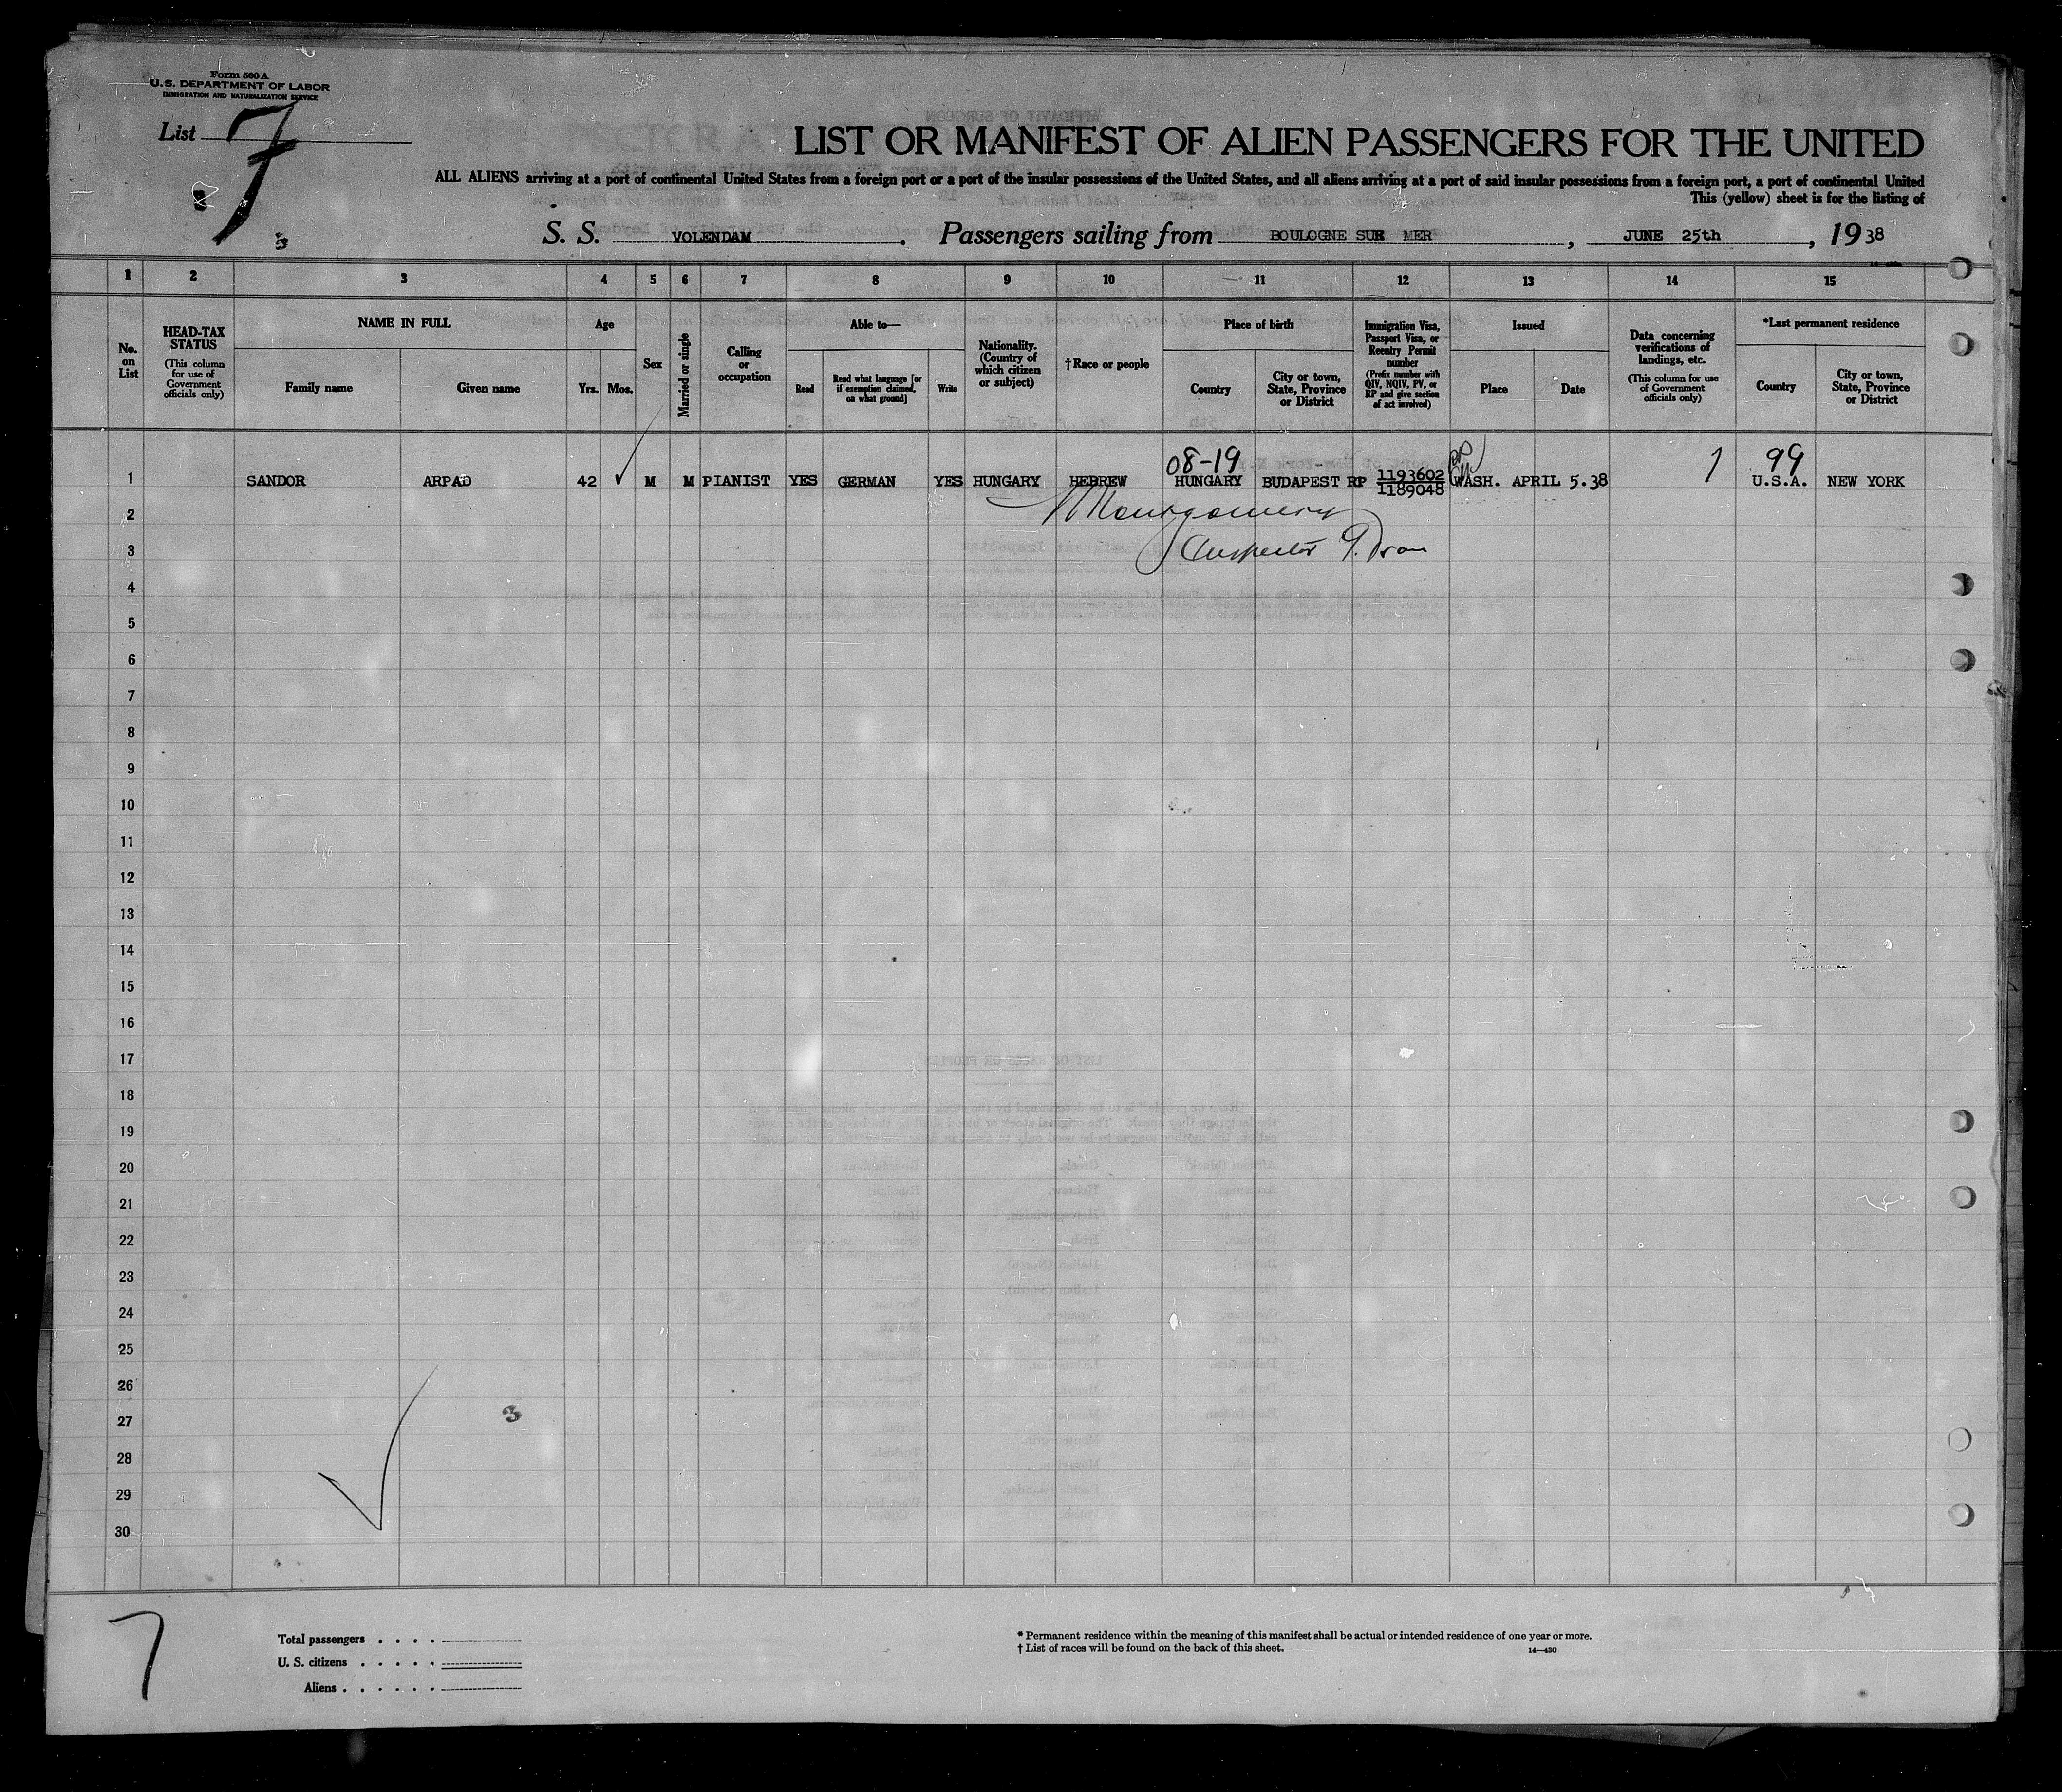 Form 500 A
U.S. DEPARTMENT OF LABOR
IMMIGRATION AND NATURALIZATION SERVICE
List 7
7
3
LIST OR MANIFEST OF ALIEN PASSENGERS FOR THE UNITED
ALL ALIENS arriving at a port of continental United States from a foreign port or a port of the insular possessions of the United States, and all aliens arriving at a port of said insular possessions from a foreign port, a port of continental United
This (yellow) sheet is for the listing of
S. S. VOLENDAM. Passengers sailing from BOULOGNE SUR MER, JUNE 25th, 1938
1 2 3 4 5 6 7 8 9 10 11 12 13 14 15
No. on List
HEAD-TAX STATUS (This column for use of Government officials only)
NAME IN FULL
Family name Given name
Age
Yrs. Mos.
Sex
Married or single
Calling or occupation
Able to—
Read Read what language [or if exemption claimed, on what ground] Write
Nationality. (Country of which citizen or subject)
†Race or people
Place of birth
Country City or town, State, Province or District
Immigration Visa, Passport Visa, or Reentry Permit number (Prefix number with QIV, NQIV, PV, or RP and give section of act involved)
Issued
Place Date
Data concerning verifications of landings, etc. (This column for use of Government officials only)
*Last permanent residence
Country City or town, State, Province or District
08-19 99
1 SANDOR ARPAD 42 ✓ M M PIANIST YES GERMAN YES HUNGARY HEBREW HUNGARY BUDAPEST RP 1193602 WASH. APRIL 5.38 1 U.S.A. NEW YORK
1189048
2 Montgomery
3 Inspector
4
5
6
7
8
9
10
11
12
13
14
15
16
17
18
19
20
21
22
23
24
25
26
27 3
28
29
30
7
Total passengers . . . .
U. S. citizens . . . . .
Aliens . . . . . .
* Permanent residence within the meaning of this manifest shall be actual or intended residence of one year or more.
† List of races will be found on the back of this sheet. 14—430